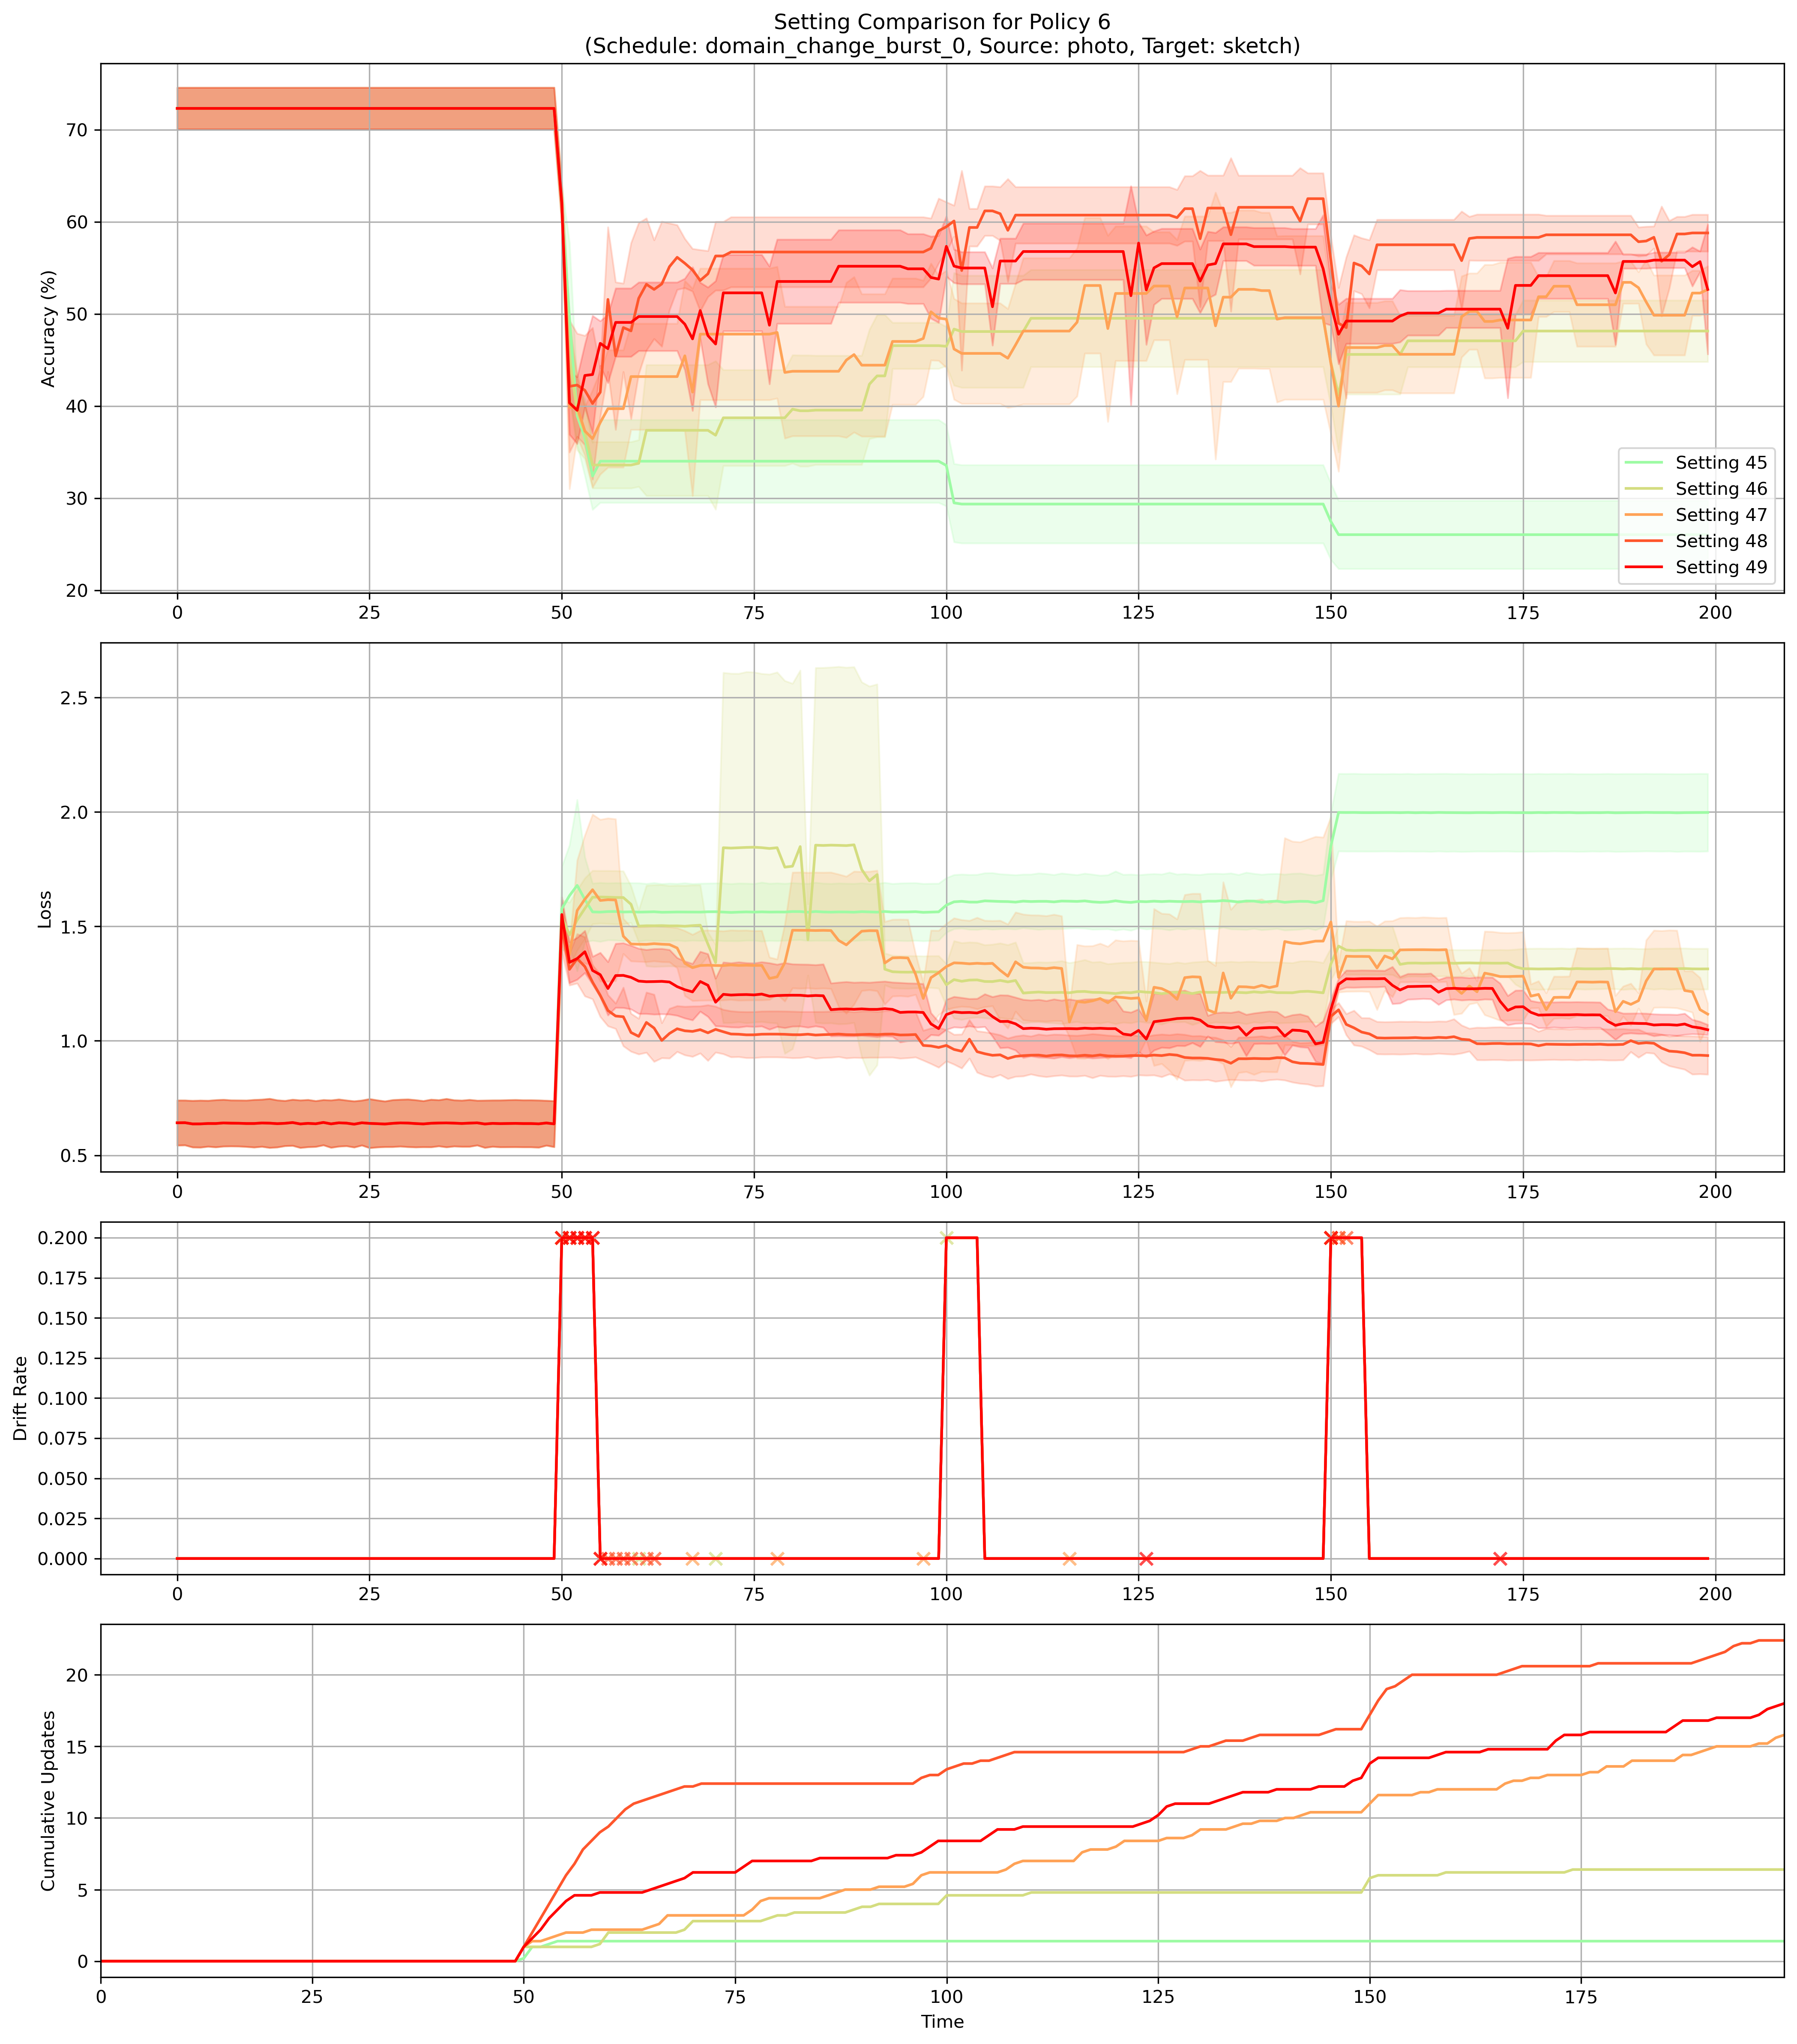 Setting Comparison for Policy 6
(Schedule: domain_change_burst_0, Source: photo, Target: sketch)
Accuracy (%)
70
60
50
40
30
20
0 25 50 75 100 125 150 175 200
Setting 45
Setting 46
Setting 47
Setting 48
Setting 49
Loss
2.5
2.0
1.5
1.0
0.5
0 25 50 75 100 125 150 175 200
Drift Rate
0.200
0.175
0.150
0.125
0.100
0.075
0.050
0.025
0.000
0 25 50 75 100 125 150 175 200
Cumulative Updates
20
15
10
5
0
0 25 50 75 100 125 150 175
Time